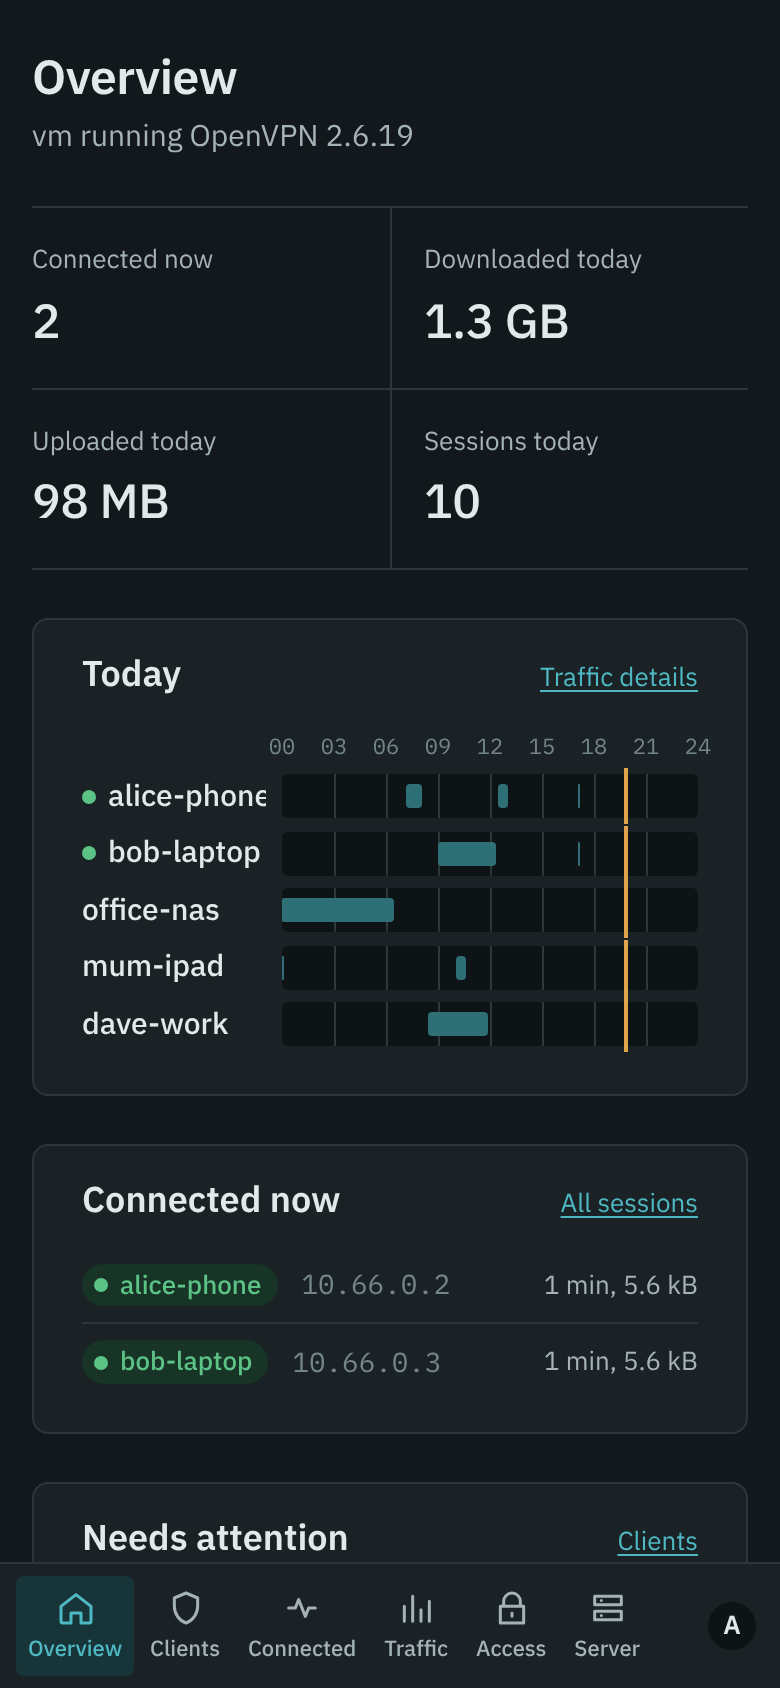 Overview
vm running OpenVPN 2.6.19
Connected now
Downloaded today
2
1.3 GB
Uploaded today
Sessions today
98 MB
10
Today
Traffic details
00 03 06 09 12 15 18 21 24
alice-phone
bob-laptop
office-nas
mum-ipad
dave-work
Connected now
All sessions
alice-phone 10.66.0.2 1 min, 5.6 kB
bob-laptop 10.66.0.3 1 min, 5.6 kB
Needs attention
Clients
Overview Clients Connected Traffic Access Server A